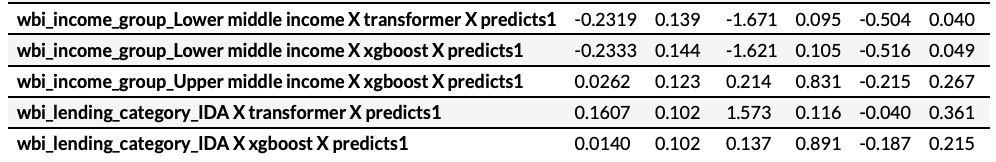 wbi_income_group_Lower middle income X transformer X predicts1 -0.2319 0.139 -1.671 0.095 -0.504 0.040
wbi_income_group_Lower middle income X xgboost X predicts1 -0.2333 0.144 -1.621 0.105 -0.516 0.049
wbi_income_group_Upper middle income X xgboost X predicts1 0.0262 0.123 0.214 0.831 -0.215 0.267
wbi_lending_category_IDA X transformer X predicts1 0.1607 0.102 1.573 0.116 -0.040 0.361
wbi_lending_category_IDA X xgboost X predicts1 0.0140 0.102 0.137 0.891 -0.187 0.215